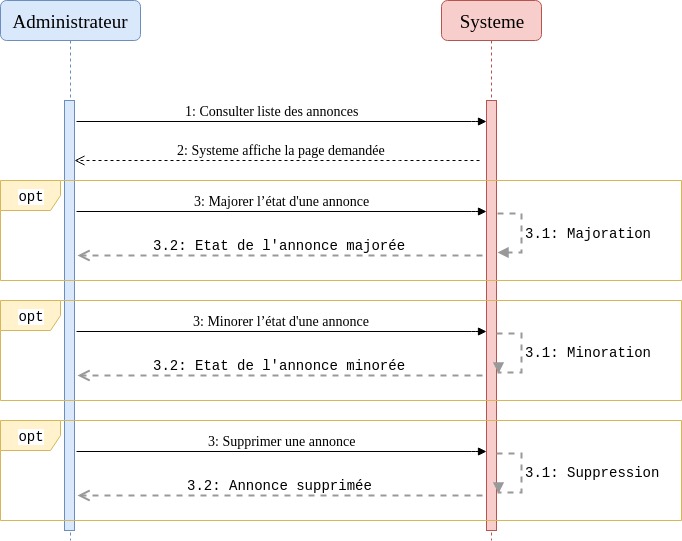 Administrateur
Systeme
1: Consulter liste des annonces
2: Systeme affiche la page demandée
opt
3: Majorer l’état d'une annonce
3.1: Majoration
3.2: Etat de l'annonce majorée
opt
3: Minorer l’état d'une annonce
3.1: Minoration
3.2: Etat de l'annonce minorée
opt
3: Supprimer une annonce
3.1: Suppression
3.2: Annonce supprimée